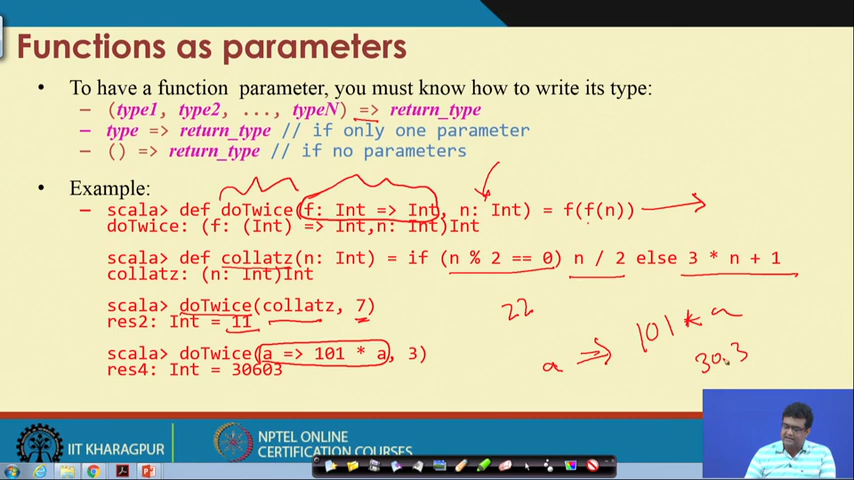 Functions as parameters
• To have a function parameter, you must know how to write its type:
– (type1, type2, ..., typeN) => return_type
– type => return_type // if only one parameter
– () => return_type // if no parameters
• Example:
– scala> def doTwice(f: Int => Int, n: Int) = f(f(n))
doTwice: (f: (Int) => Int,n: Int)Int
scala> def collatz(n: Int) = if (n % 2 == 0) n / 2 else 3 * n + 1
collatz: (n: Int)Int
scala> doTwice(collatz, 7)
res2: Int = 11
22
scala> doTwice(a => 101 * a, 3)
res4: Int = 30603
a => 101 * a
303
IIT KHARAGPUR
NPTEL ONLINE
CERTIFICATION COURSES